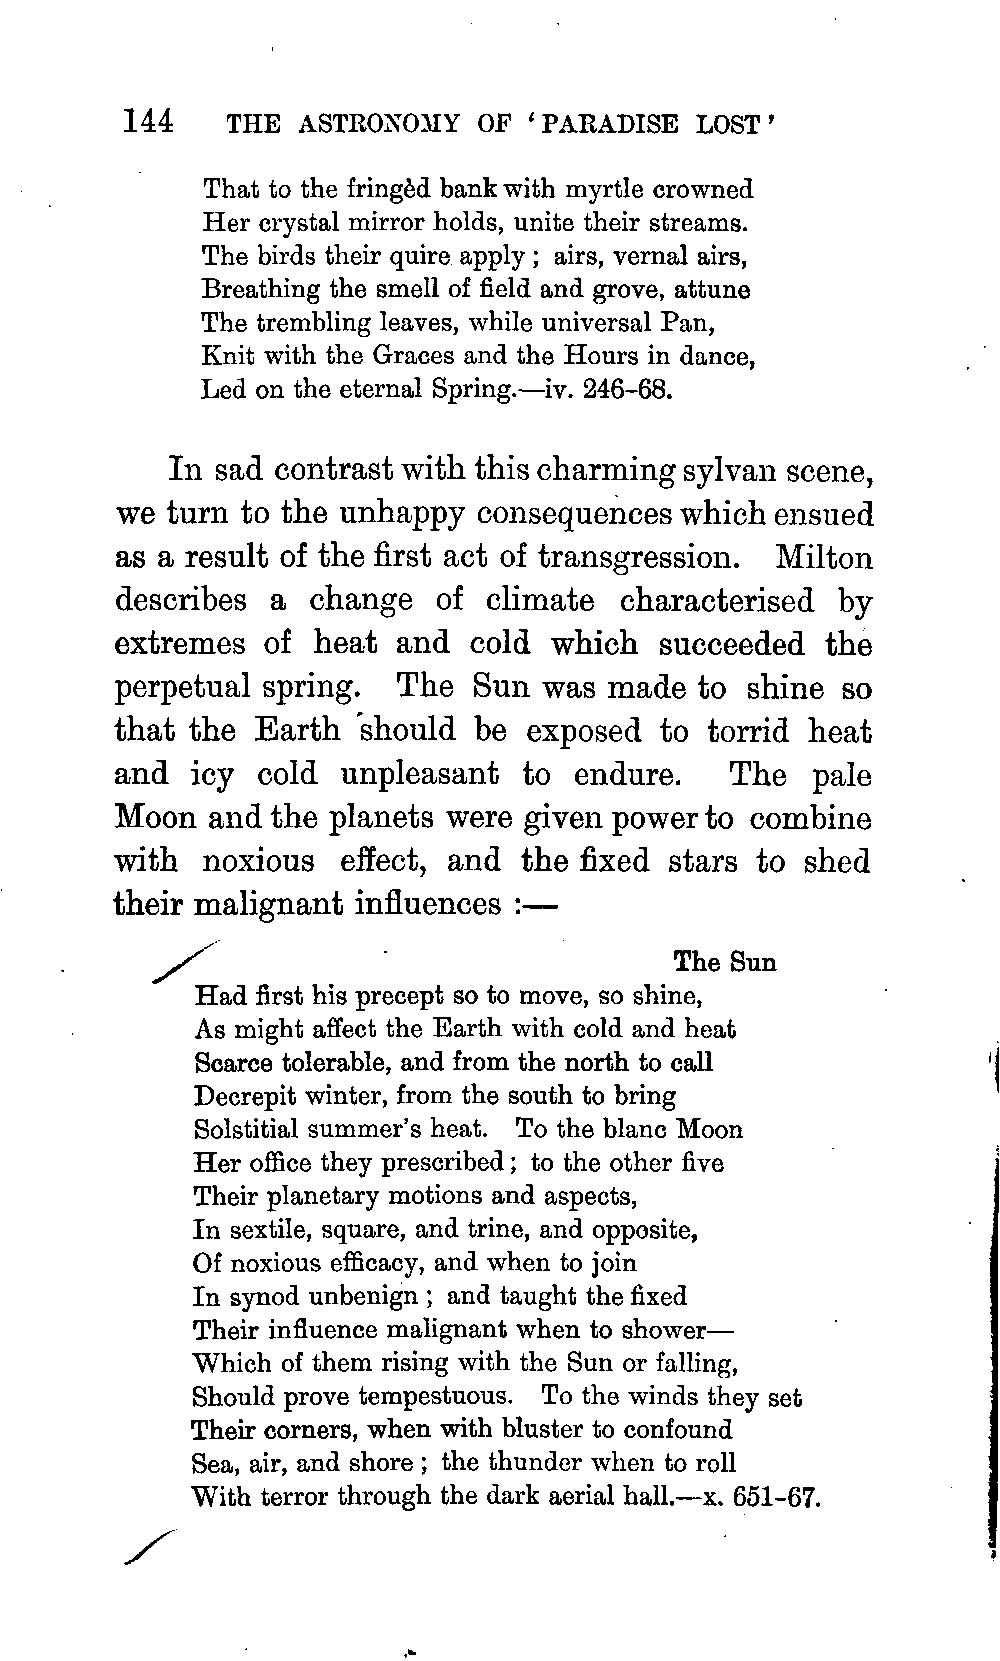 144 THE ASTRONOMY OF ‘PARADISE LOST’
That to the fringèd bank with myrtle crowned
Her crystal mirror holds, unite their streams.
The birds their quire apply ; airs, vernal airs,
Breathing the smell of field and grove, attune
The trembling leaves, while universal Pan,
Knit with the Graces and the Hours in dance,
Led on the eternal Spring.—iv. 246–68.
In sad contrast with this charming sylvan scene,
we turn to the unhappy consequences which ensued
as a result of the first act of transgression. Milton
describes a change of climate characterised by
extremes of heat and cold which succeeded the
perpetual spring. The Sun was made to shine so
that the Earth should be exposed to torrid heat
and icy cold unpleasant to endure. The pale
Moon and the planets were given power to combine
with noxious effect, and the fixed stars to shed
their malignant influences :—
The Sun
Had first his precept so to move, so shine,
As might affect the Earth with cold and heat
Scarce tolerable, and from the north to call
Decrepit winter, from the south to bring
Solstitial summer’s heat. To the blanc Moon
Her office they prescribed ; to the other five
Their planetary motions and aspects,
In sextile, square, and trine, and opposite,
Of noxious efficacy, and when to join
In synod unbenign ; and taught the fixed
Their influence malignant when to shower—
Which of them rising with the Sun or falling,
Should prove tempestuous. To the winds they set
Their corners, when with bluster to confound
Sea, air, and shore ; the thunder when to roll
With terror through the dark aerial hall.—x. 651–67.